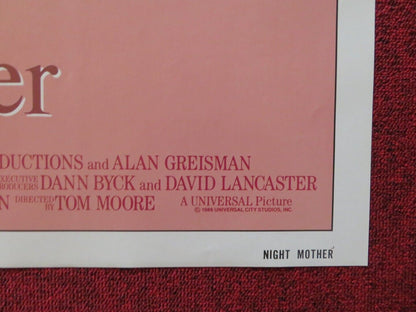 er
DUCTIONS and ALAN GREISMAN
EXECUTIVE PRODUCERS DANN BYCK and DAVID LANCASTER
N DIRECTED BY TOM MOORE A UNIVERSAL Picture
© 1986 UNIVERSAL CITY STUDIOS, INC.
NIGHT MOTHER